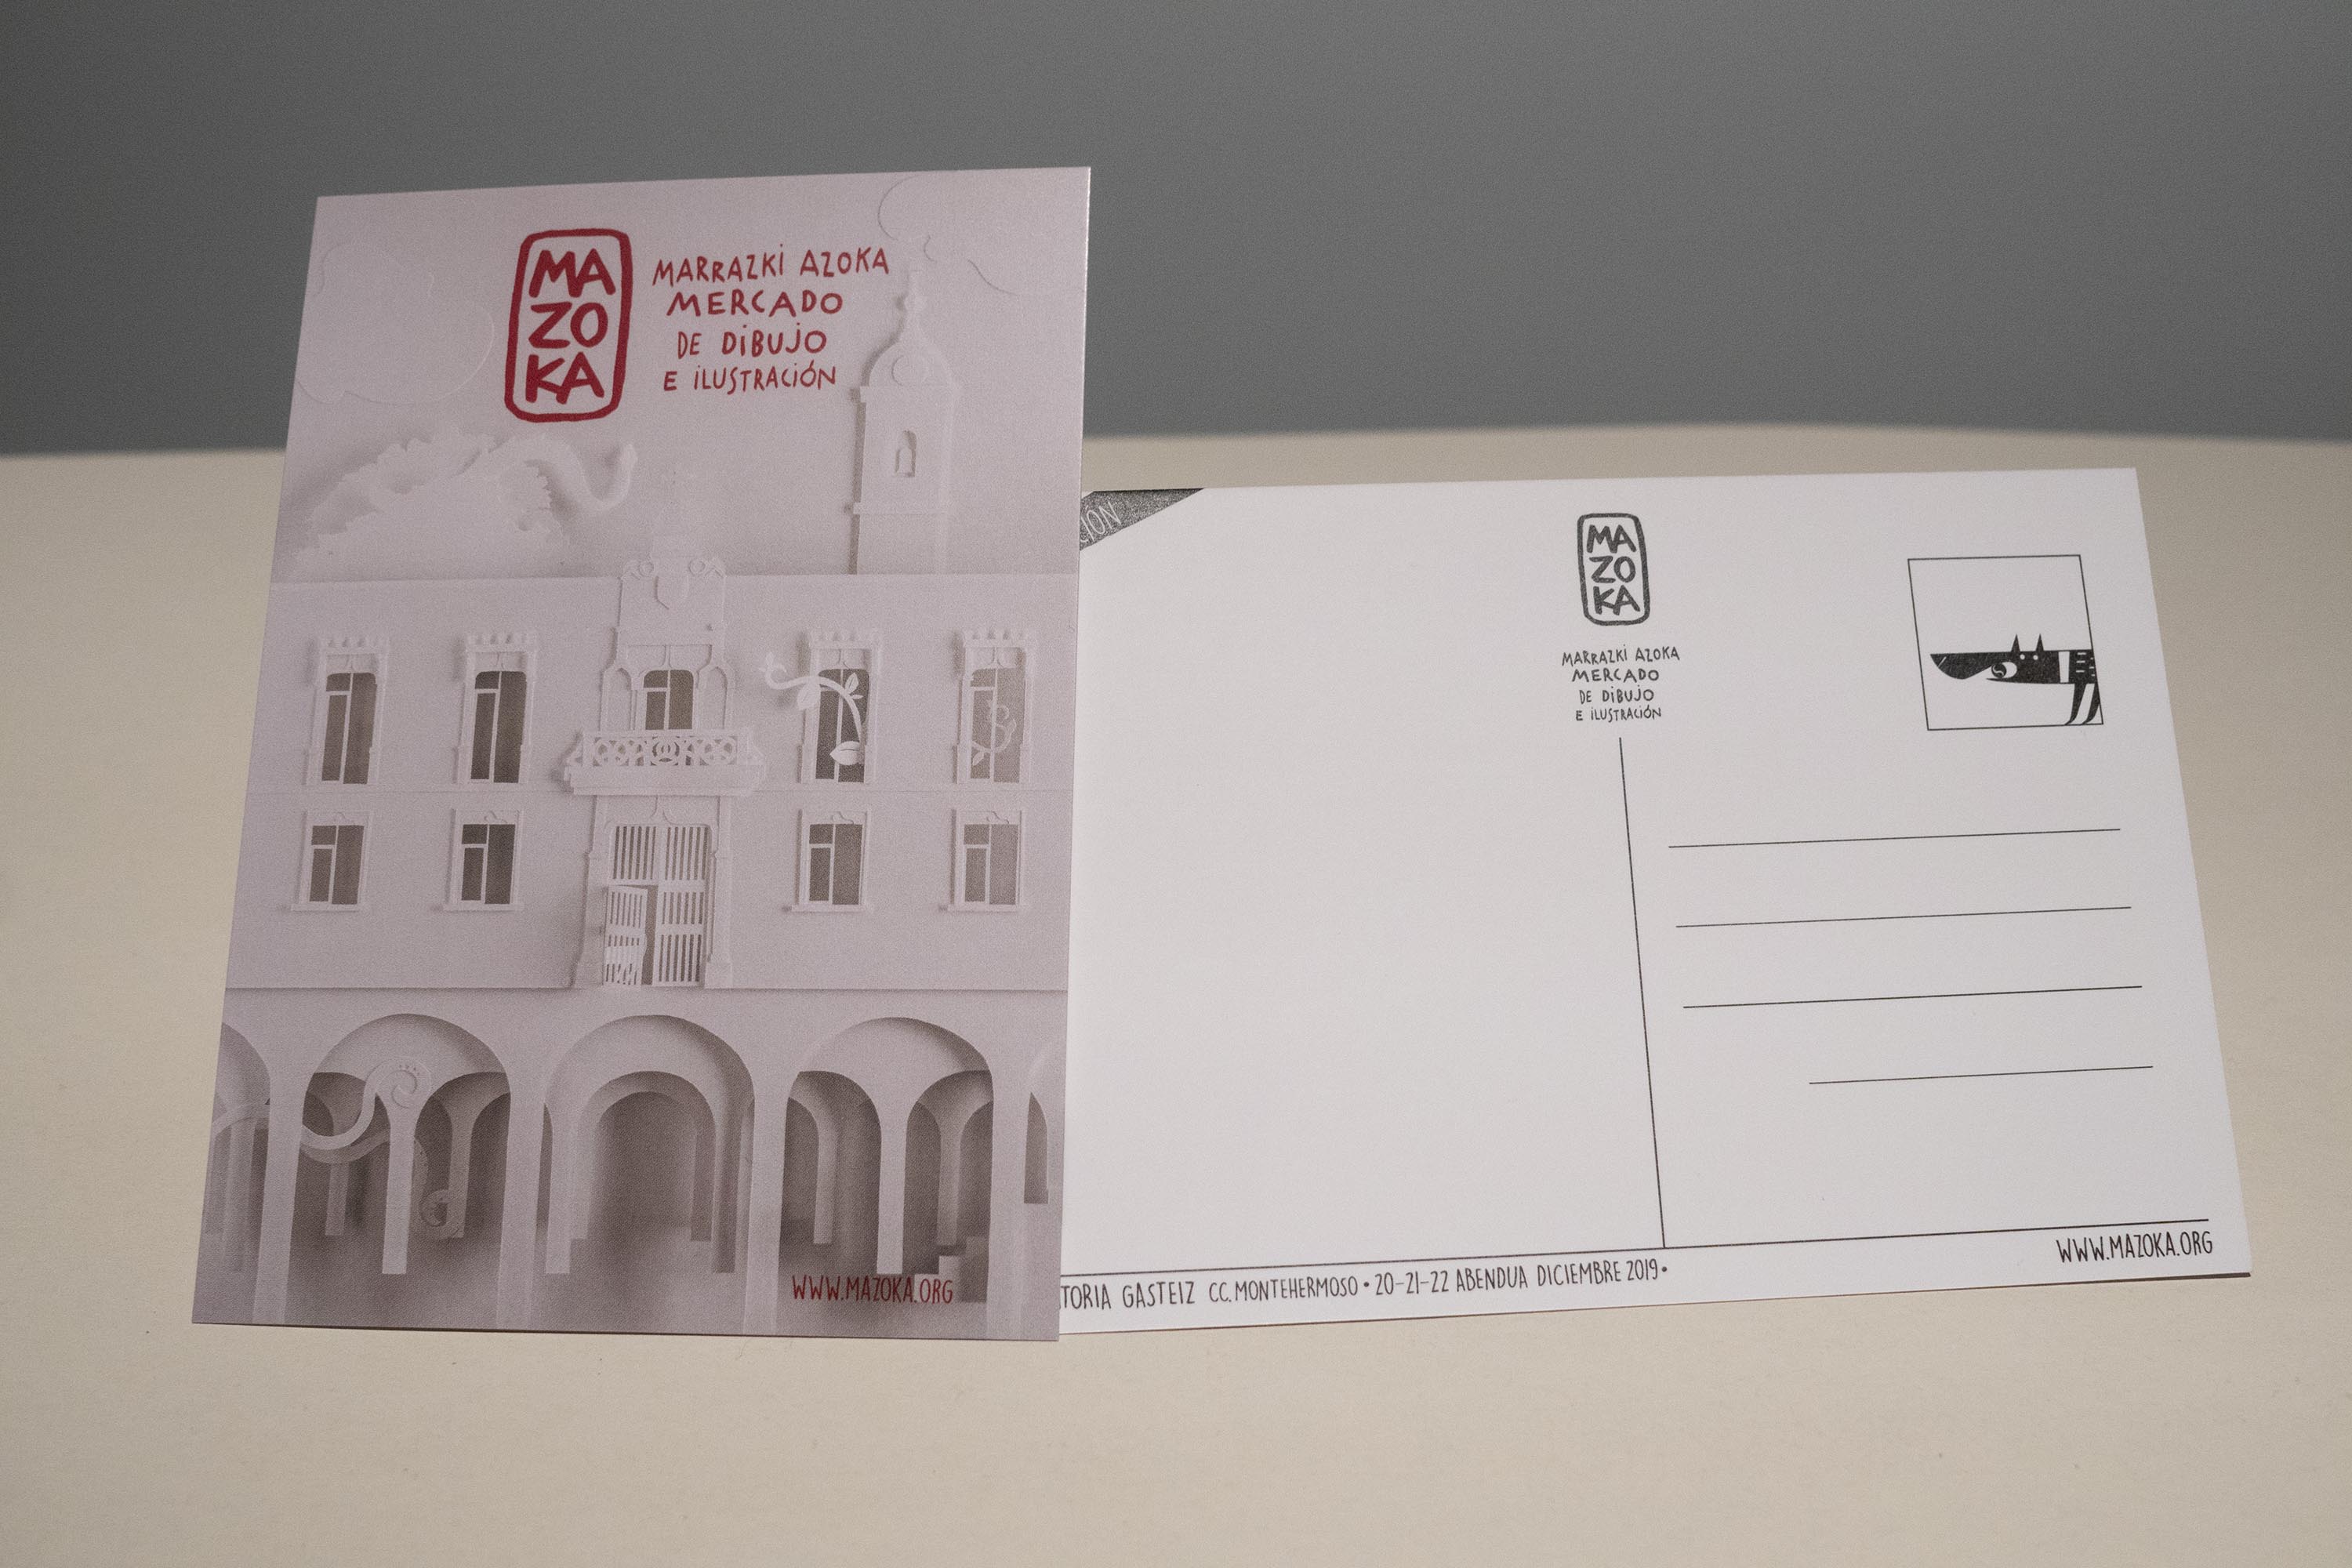 MA
ZO
KA
MARRAZKi AZOKA
MERCADO
DE DiBUJO
E iLUSTRACiÓN
WWW.MAZOKA.ORG
MA
ZO
KA
MARRAZKi AZOKA
MERCADO
DE DiBUJO
E iLUSTRACiÓN
GASTEIZ CC.MONTEHERMOSO • 20-21-22 ABENDUA DICIEMBRE 2019 •
WWW.MAZOKA.ORG